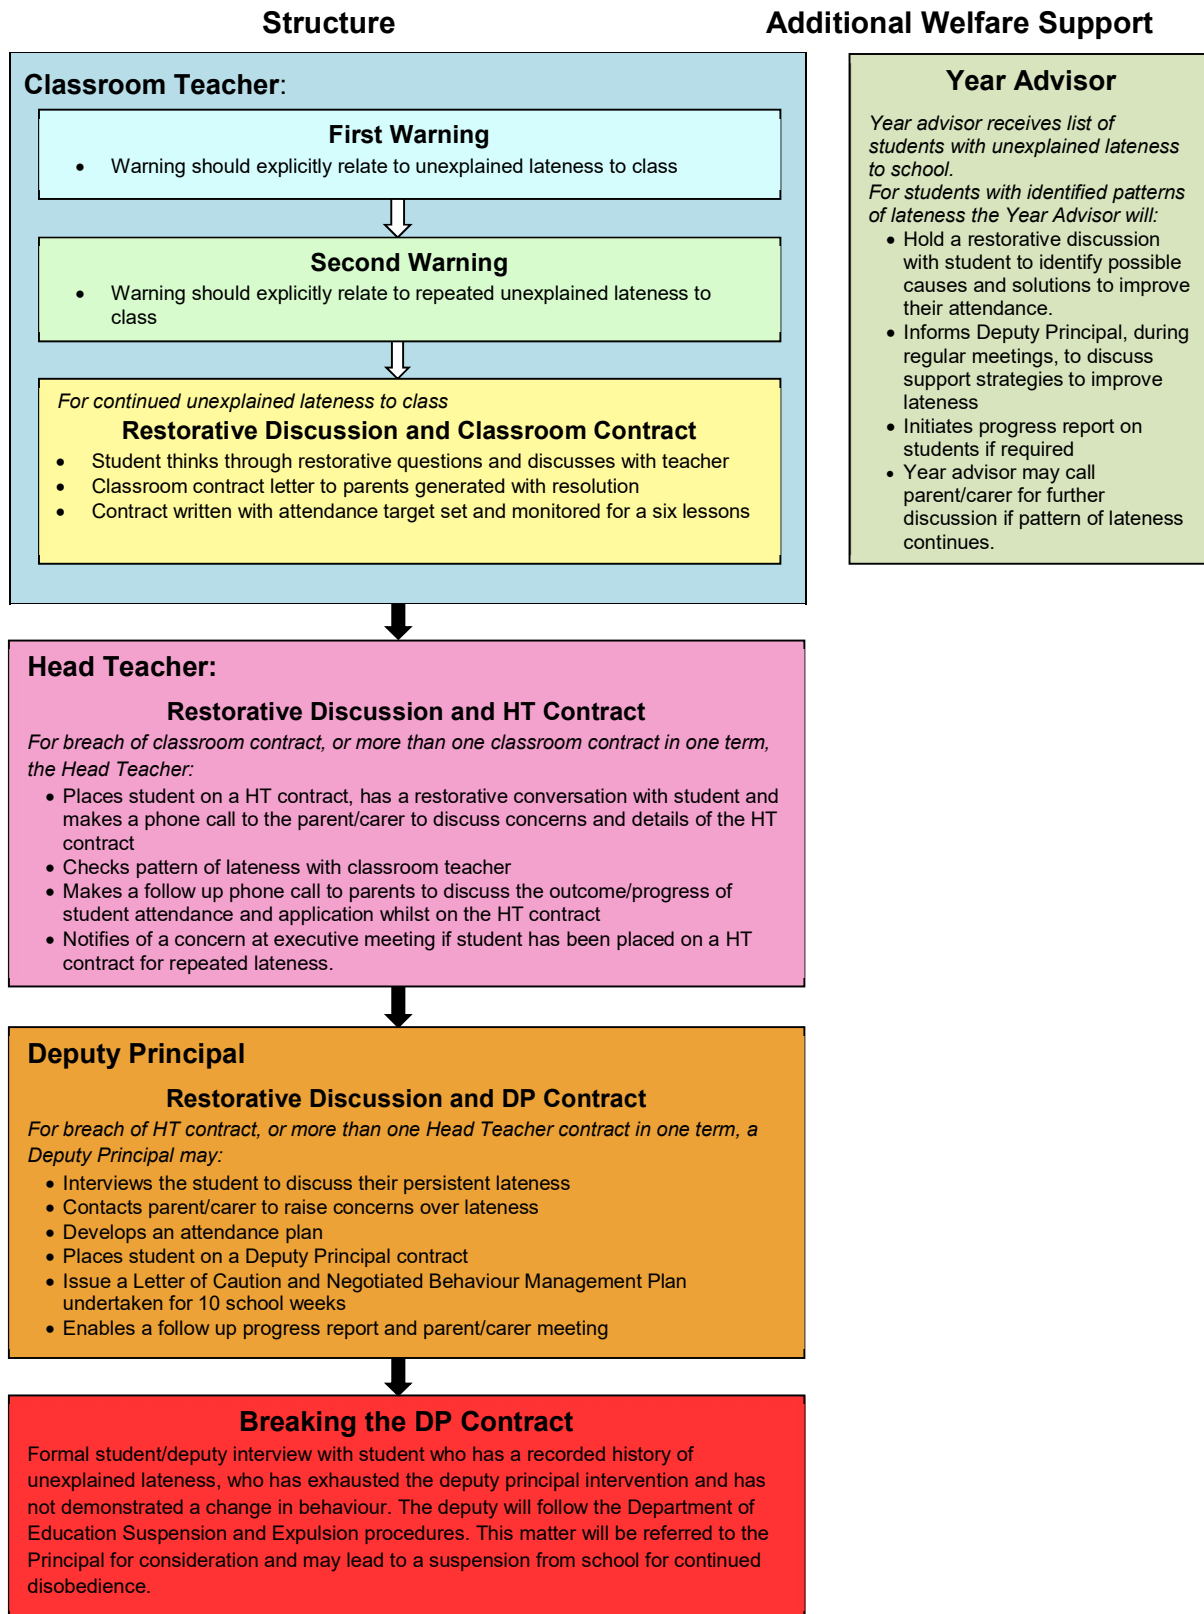 Structure
Additional Welfare Support
Classroom Teacher:
First Warning
• Warning should explicitly relate to unexplained lateness to class
Second Warning
• Warning should explicitly relate to repeated unexplained lateness to
class
For continued unexplained lateness to class
Restorative Discussion and Classroom Contract
• Student thinks through restorative questions and discusses with teacher
• Classroom contract letter to parents generated with resolution
• Contract written with attendance target set and monitored for a six lessons
Year Advisor
Year advisor receives list of
students with unexplained lateness
to school.
For students with identified patterns
of lateness the Year Advisor will:
• Hold a restorative discussion
with student to identify possible
causes and solutions to improve
their attendance.
• Informs Deputy Principal, during
regular meetings, to discuss
support strategies to improve
lateness
• Initiates progress report on
students if required
• Year advisor may call
parent/carer for further
discussion if pattern of lateness
continues.
Head Teacher:
Restorative Discussion and HT Contract
For breach of classroom contract, or more than one classroom contract in one term,
the Head Teacher:
• Places student on a HT contract, has a restorative conversation with student and
makes a phone call to the parent/carer to discuss concerns and details of the HT
contract
• Checks pattern of lateness with classroom teacher
• Makes a follow up phone call to parents to discuss the outcome/progress of
student attendance and application whilst on the HT contract
• Notifies of a concern at executive meeting if student has been placed on a HT
contract for repeated lateness.
Deputy Principal
Restorative Discussion and DP Contract
For breach of HT contract, or more than one Head Teacher contract in one term, a
Deputy Principal may:
• Interviews the student to discuss their persistent lateness
• Contacts parent/carer to raise concerns over lateness
• Develops an attendance plan
• Places student on a Deputy Principal contract
• Issue a Letter of Caution and Negotiated Behaviour Management Plan
undertaken for 10 school weeks
• Enables a follow up progress report and parent/carer meeting
Breaking the DP Contract
Formal student/deputy interview with student who has a recorded history of
unexplained lateness, who has exhausted the deputy principal intervention and has
not demonstrated a change in behaviour. The deputy will follow the Department of
Education Suspension and Expulsion procedures. This matter will be referred to the
Principal for consideration and may lead to a suspension from school for continued
disobedience.